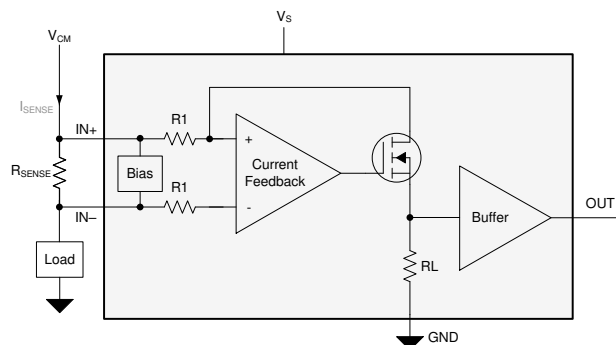 VS
VCM
ISENSE
IN+
R1
RSENSE
Bias
+
Current
Feedback
-
R1
IN–
Load
Buffer
OUT
RL
GND